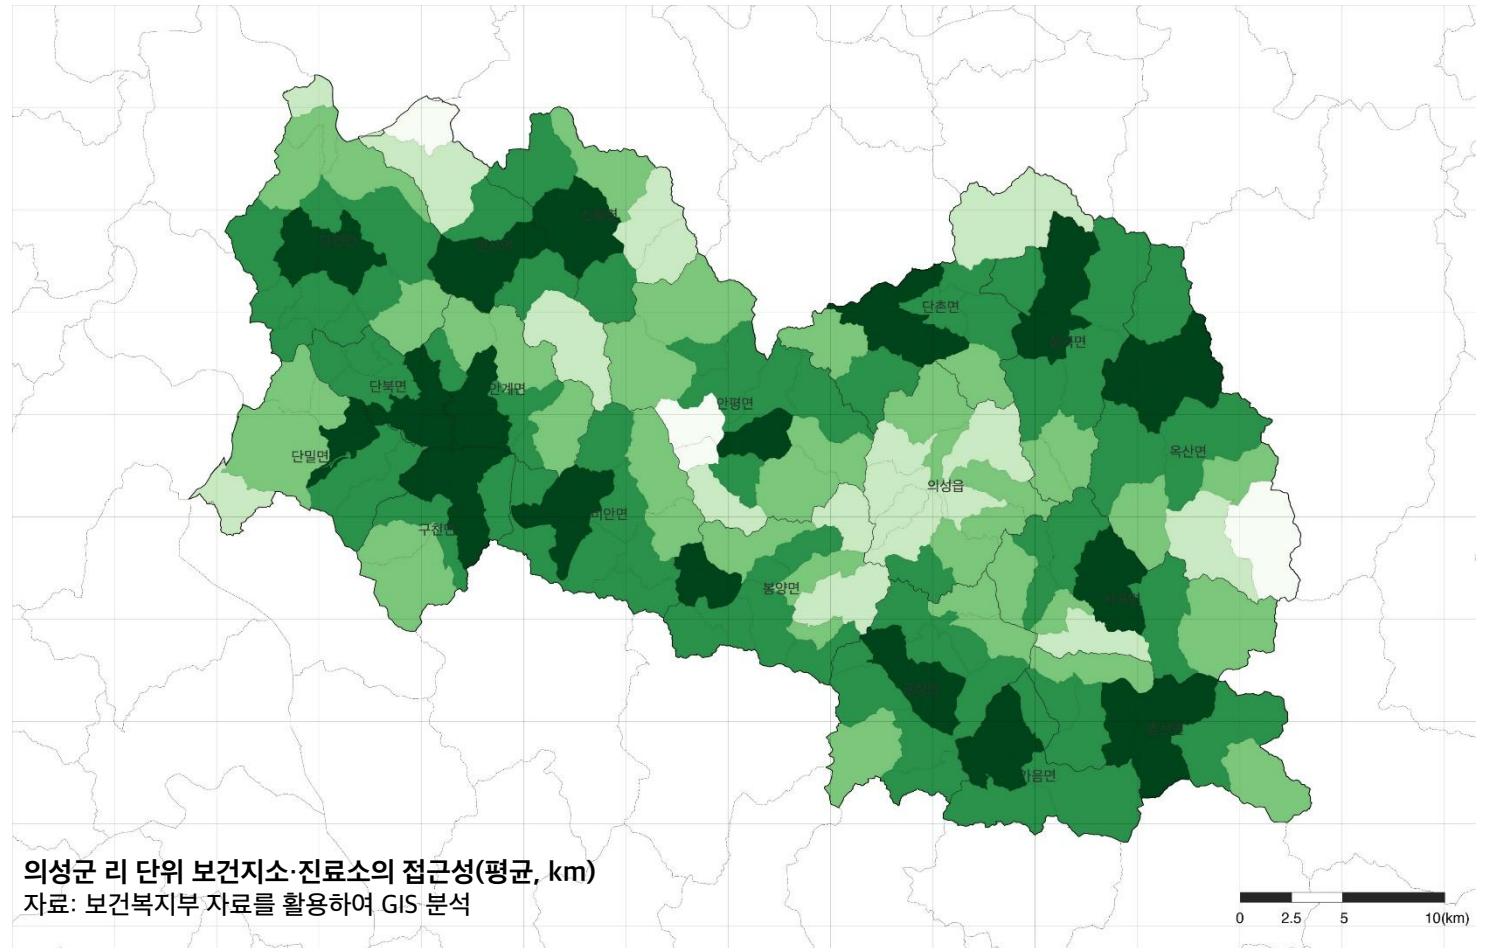 단촌면
단북면
안계면
안평면
옥산면
단밀면
의성읍
비안면
구천면
봉양면
가음면
의성군 리 단위 보건지소·진료소의 접근성(평균, km)
자료: 보건복지부 자료를 활용하여 GIS 분석
0 2.5 5 10(km)